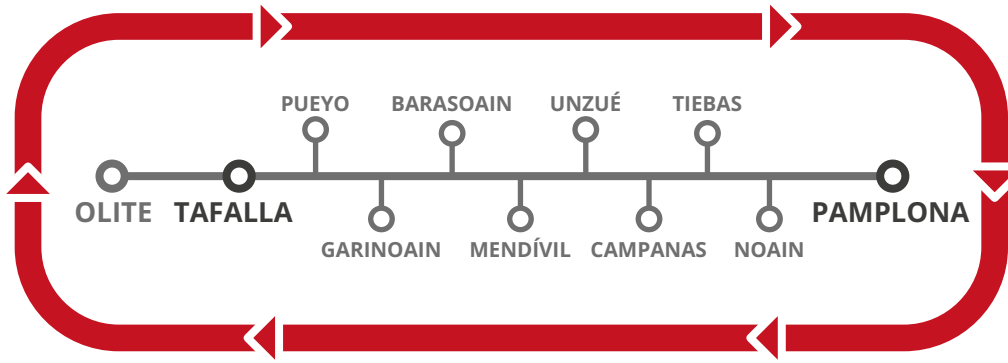 PUEYO
BARASOAIN
UNZUÉ
TIEBAS
OLITE
TAFALLA
PAMPLONA
GARINOAIN
MENDÍVIL
CAMPANAS
NOAIN